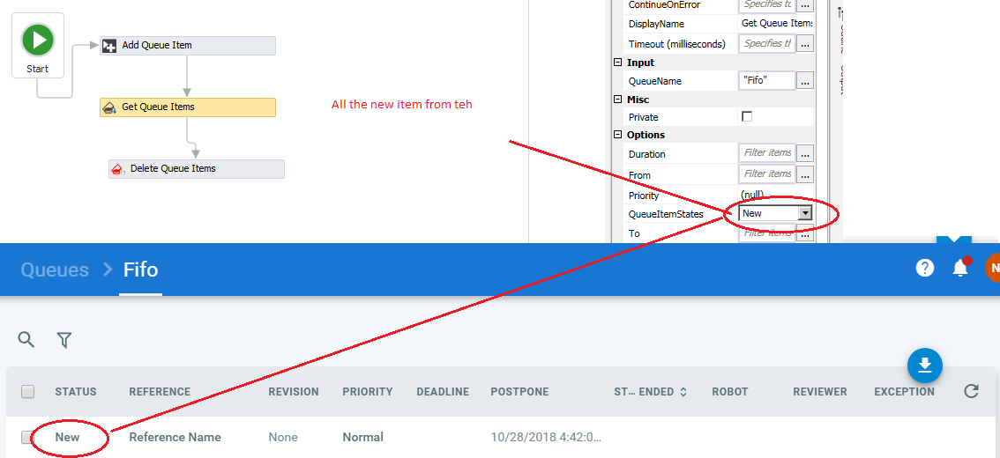 Start
Add Queue Item
Get Queue Items
Delete Queue Items
All the new item from teh
ContinueOnError Specifies to ...
DisplayName Get Queue Items ...
Timeout (milliseconds) Specifies th ...
Input
QueueName "Fifo" ...
Misc
Private
Options
Duration Filter items ...
From Filter items ...
Priority (null)
QueueItemStates New
To Filter items ...
Output
Queues > Fifo
? N
STATUS REFERENCE REVISION PRIORITY DEADLINE POSTPONE ST... ENDED ROBOT REVIEWER EXCEPTION
New Reference Name None Normal 10/28/2018 4:42:0...